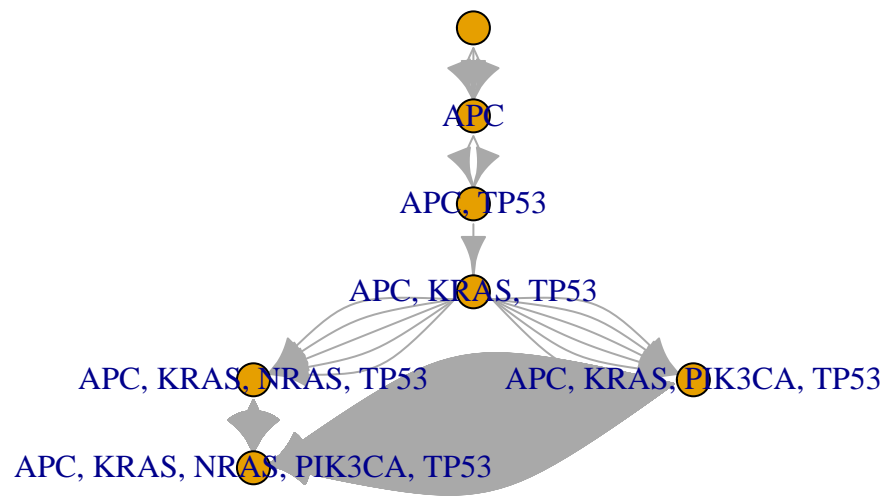 APC
APC, TP53
APC, KRAS, TP53
APC, KRAS, NRAS, TP53
APC, KRAS, PIK3CA, TP53
APC, KRAS, NRAS, PIK3CA, TP53